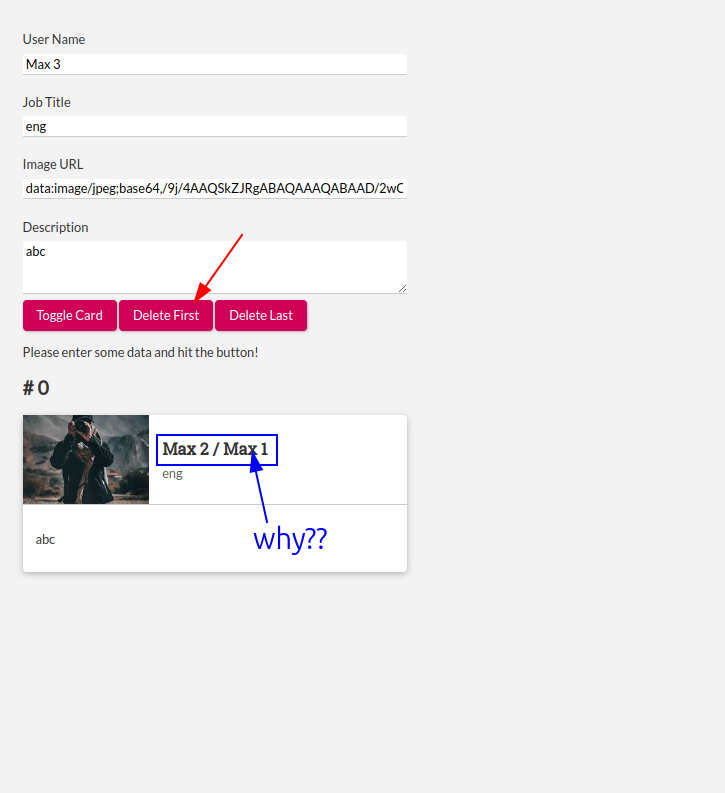 User Name
Max 3
Job Title
eng
Image URL
data:image/jpeg;base64,/9j/4AAQSkZJRgABAQAAAQABAAD/2wC
Description
abc
Toggle Card Delete First Delete Last
Please enter some data and hit the button!
# 0
Max 2 / Max 1
eng
why??
abc